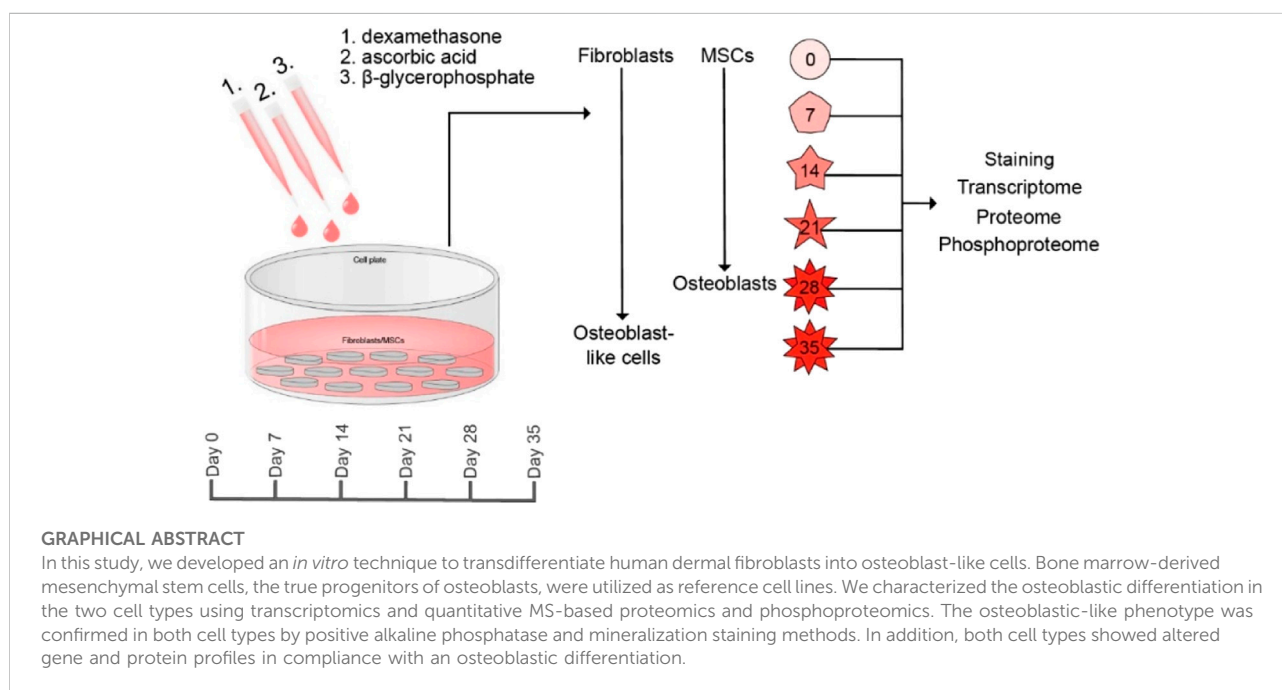 1. dexamethasone
2. ascorbic acid
3. β-glycerophosphate
1.
2.
3.
Cell plate
Fibroblasts/MSCs
Day 0
Day 7
Day 14
Day 21
Day 28
Day 35
Fibroblasts
MSCs
Osteoblasts
Osteoblast-
like cells
0
7
14
21
28
35
Staining
Transcriptome
Proteome
Phosphoproteome
GRAPHICAL ABSTRACT
In this study, we developed an in vitro technique to transdifferentiate human dermal fibroblasts into osteoblast-like cells. Bone marrow-derived
mesenchymal stem cells, the true progenitors of osteoblasts, were utilized as reference cell lines. We characterized the osteoblastic differentiation in
the two cell types using transcriptomics and quantitative MS-based proteomics and phosphoproteomics. The osteoblastic-like phenotype was
confirmed in both cell types by positive alkaline phosphatase and mineralization staining methods. In addition, both cell types showed altered
gene and protein profiles in compliance with an osteoblastic differentiation.